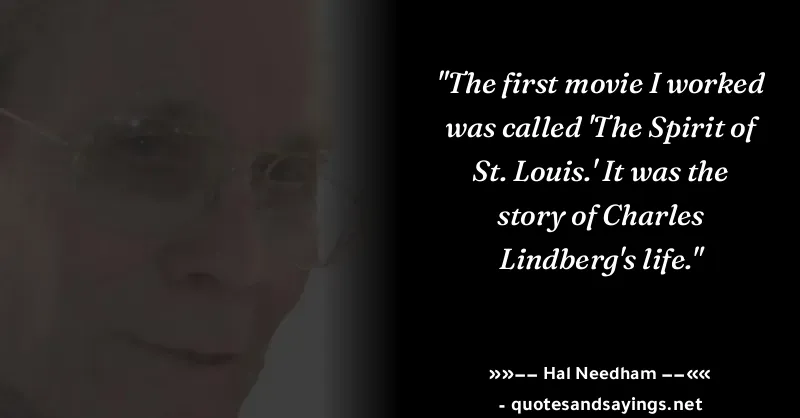 "The first movie I worked
was called 'The Spirit of
St. Louis.' It was the
story of Charles
Lindberg's life."
»»−− Hal Needham −−««
- quotesandsayings.net